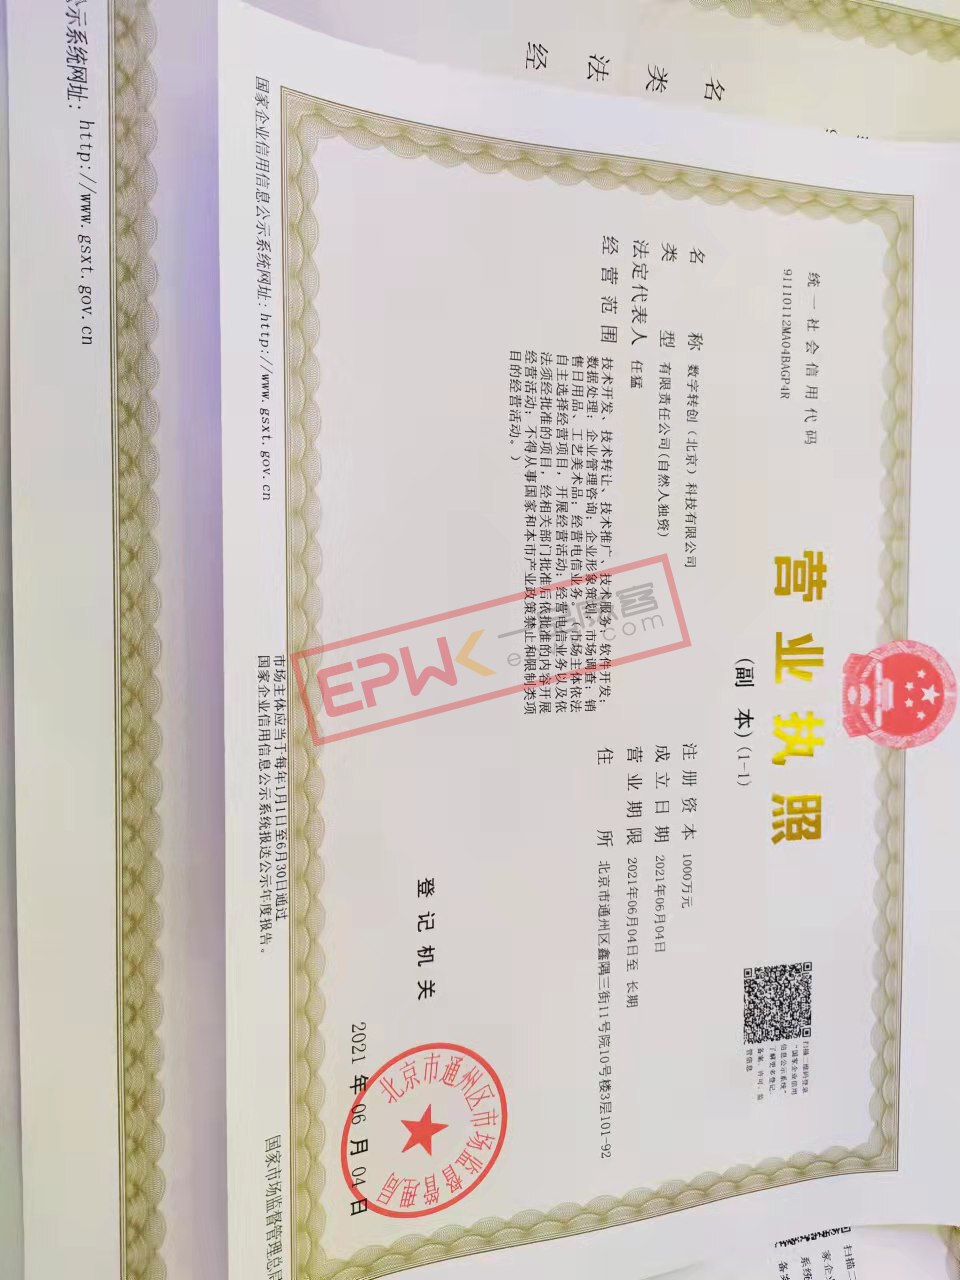 统一社会信用代码
91110112MA04BAGP4R
营业执照
(副本)(1-1)
扫描二维码登录
"国家企业信用
信息公示系统"
了解更多登记、
备案、许可、监
管信息
名称 数字转创(北京)科技有限公司
类型 有限责任公司(自然人独资)
法定代表人 任猛
经营范围 技术开发、技术转让、技术推广、技术服务;软件开发;
数据处理;企业管理咨询;企业形象策划;市场调查;销
售日用品、工艺美术品;经营电信业务。(市场主体依法
自主选择经营项目,开展经营活动;经营电信业务以及依
法须经批准的项目,经相关部门批准后依批准的内容开展
经营活动;不得从事国家和本市产业政策禁止和限制类项
目的经营活动。)
注册资本 1000万元
成立日期 2021年06月04日
营业期限 2021年06月04日至 长期
住所 北京市通州区鑫隅三街11号院10号楼3层101-92
登记机关
北京市通州区市场监督管理局
2021年06月04日
国家企业信用信息公示系统网址:http://www.gsxt.gov.cn
市场主体应当于每年1月1日至6月30日通过
国家企业信用信息公示系统报送公示年度报告。
国家市场监督管理总局
EPWK
.com
名
类
法
经
公示系统网址:http://www.gsxt.gov.cn
扫描二